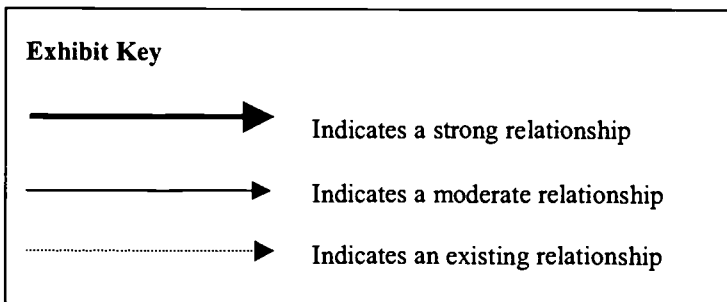 Exhibit Key
Indicates a strong relationship
Indicates a moderate relationship
Indicates an existing relationship